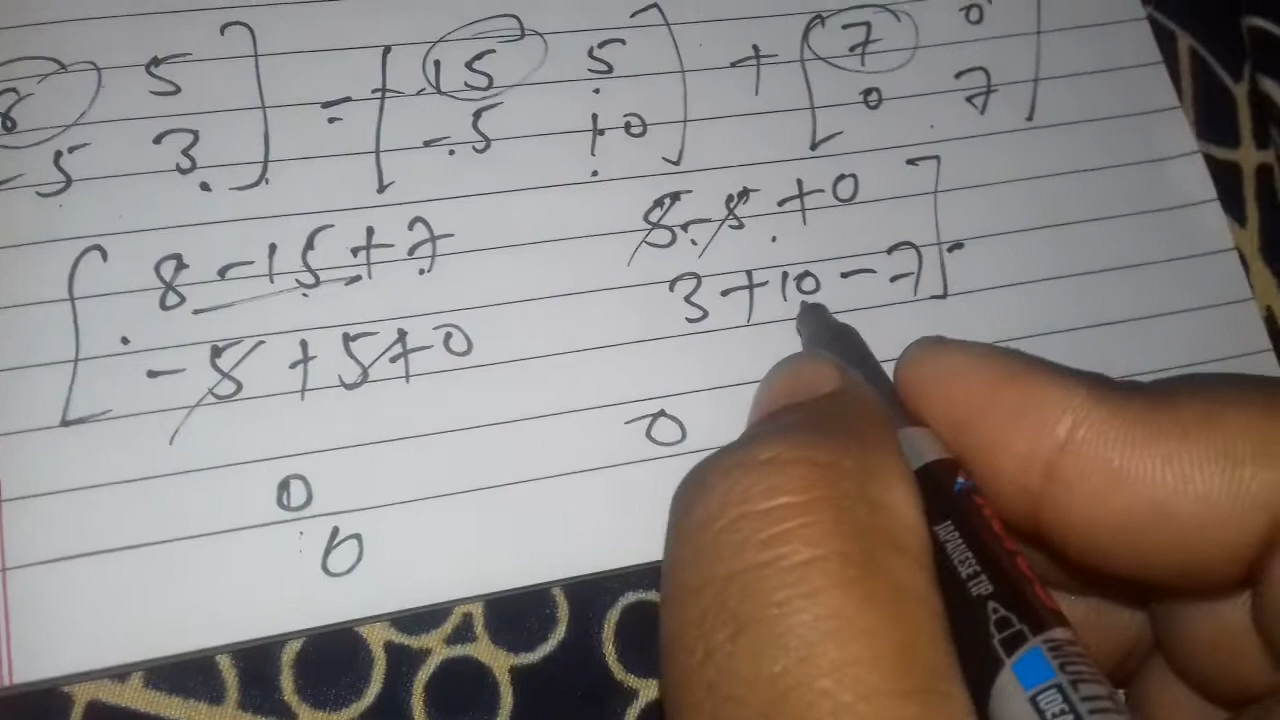 8 5 ] - [ 15 5 ] + [ 7 0 ]
-5 3 -5 10 0 7
[ 8 - 15 + 7 5 - 5 + 0 ]
-5 + 5 + 0 3 + 10 - 7
0
0
0
JAPANESE TIP